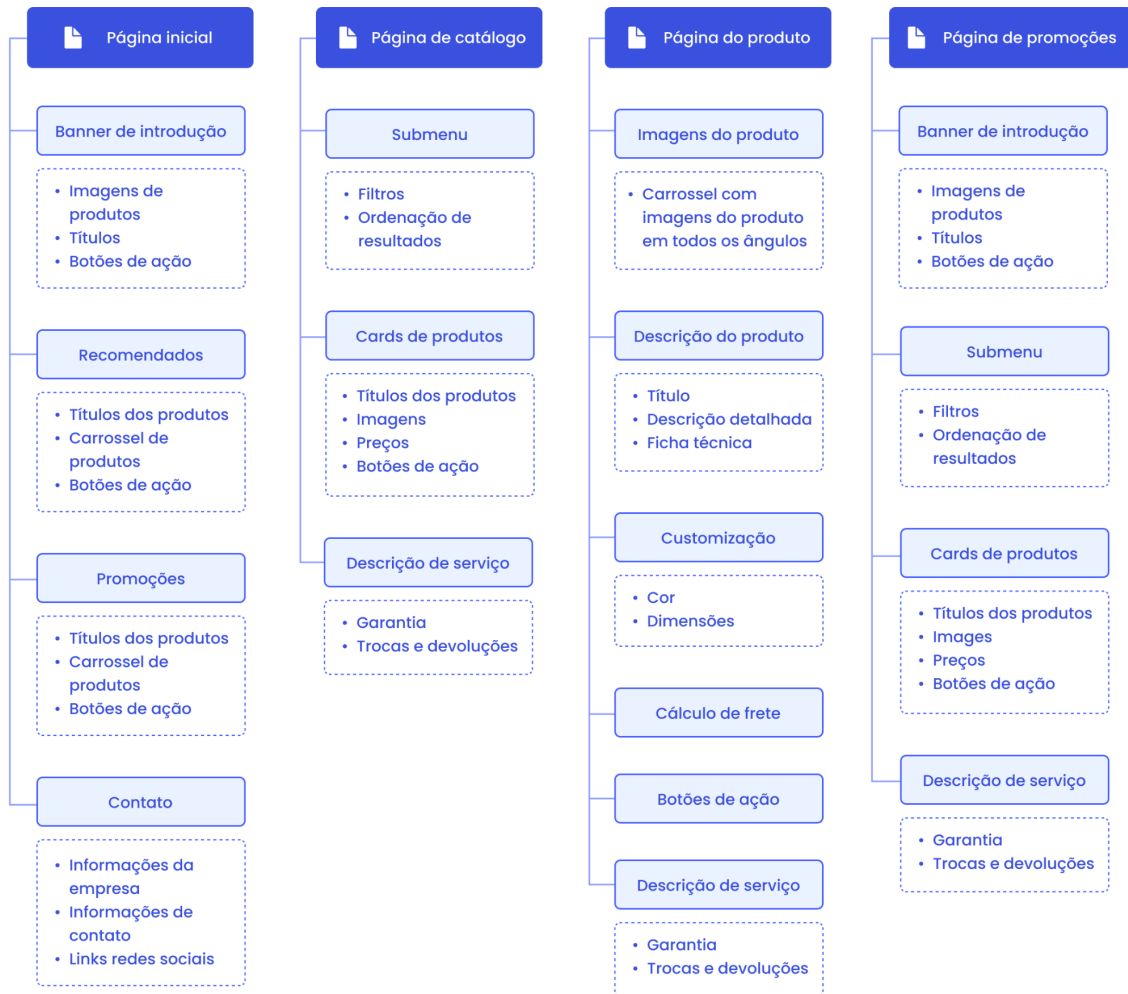 Página inicial
Banner de introdução
Imagens de
produtos
Títulos
Botões de ação
Recomendados
Títulos dos produtos
Carrossel de
produtos
Botões de ação
Promoções
Títulos dos produtos
Carrossel de
produtos
Botões de ação
Contato
Informações da
empresa
Informações de
contato
Links redes sociais
Página de catálogo
Submenu
Filtros
Ordenação de
resultados
Cards de produtos
Títulos dos produtos
Imagens
Preços
Botões de ação
Descrição de serviço
Garantia
Trocas e devoluções
Página do produto
Imagens do produto
Carrossel com
imagens do produto
em todos os ângulos
Descrição do produto
Título
Descrição detalhada
Ficha técnica
Customização
Cor
Dimensões
Cálculo de frete
Botões de ação
Descrição de serviço
Garantia
Trocas e devoluções
Página de promoções
Banner de introdução
Imagens de
produtos
Títulos
Botões de ação
Submenu
Filtros
Ordenação de
resultados
Cards de produtos
Títulos dos produtos
Images
Preços
Botões de ação
Descrição de serviço
Garantia
Trocas e devoluções